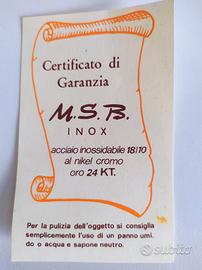 Certificato di
Garanzia
M.S.B.
INOX
acciaio inossidabile 18/10
al nikel cromo
oro 24 KT.
Per la pulizia dell'oggetto si consiglia
semplicemente l'uso di un panno umi.
do o acqua e sapone neutro.
subito